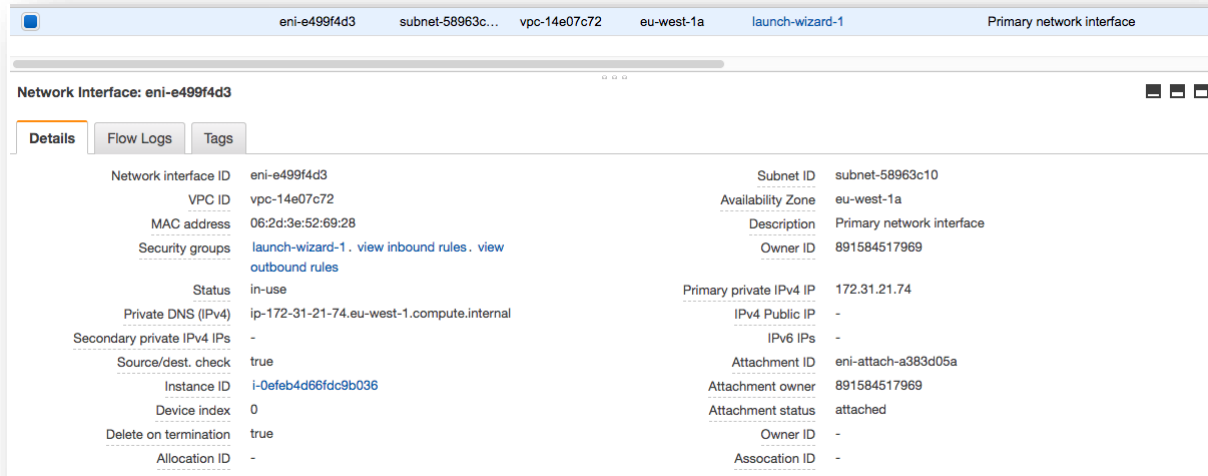 eni-e499f4d3 subnet-58963c... vpc-14e07c72 eu-west-1a launch-wizard-1 Primary network interface
Network Interface: eni-e499f4d3
Details Flow Logs Tags
Network interface ID eni-e499f4d3 Subnet ID subnet-58963c10
VPC ID vpc-14e07c72 Availability Zone eu-west-1a
MAC address 06:2d:3e:52:69:28 Description Primary network interface
Security groups launch-wizard-1. view inbound rules. view Owner ID 891584517969
outbound rules
Status in-use Primary private IPv4 IP 172.31.21.74
Private DNS (IPv4) ip-172-31-21-74.eu-west-1.compute.internal IPv4 Public IP -
Secondary private IPv4 IPs - IPv6 IPs -
Source/dest. check true Attachment ID eni-attach-a383d05a
Instance ID i-0efeb4d66fdc9b036 Attachment owner 891584517969
Device index 0 Attachment status attached
Delete on termination true Owner ID -
Allocation ID - Assocation ID -